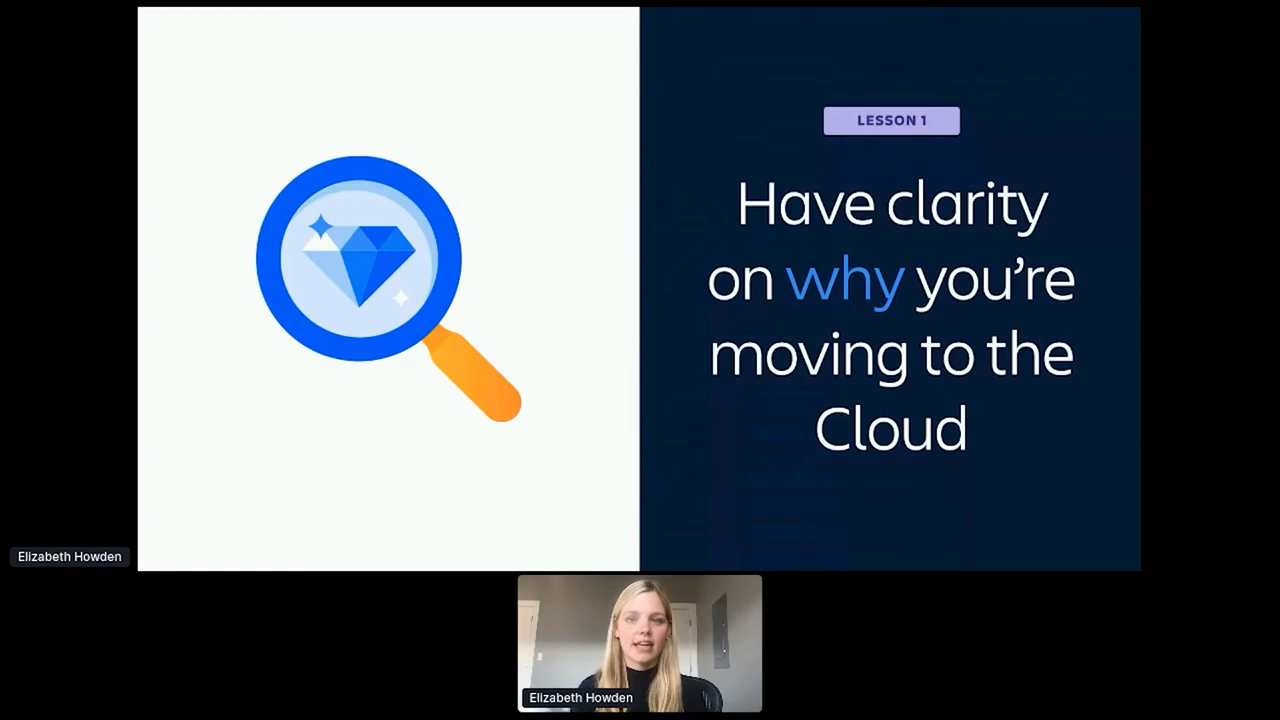 LESSON 1
Have clarity
on why you’re
moving to the
Cloud
Elizabeth Howden
Elizabeth Howden